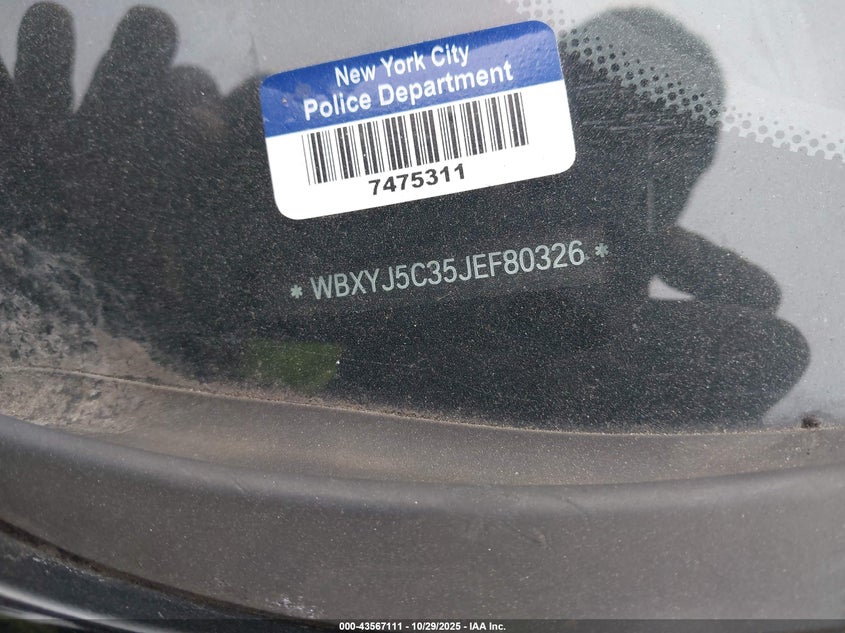 New York City
Police Department
7475311
* WBXYJ5C35JEF80326 *
000-43567111 - 10/29/2025 - IAA Inc.